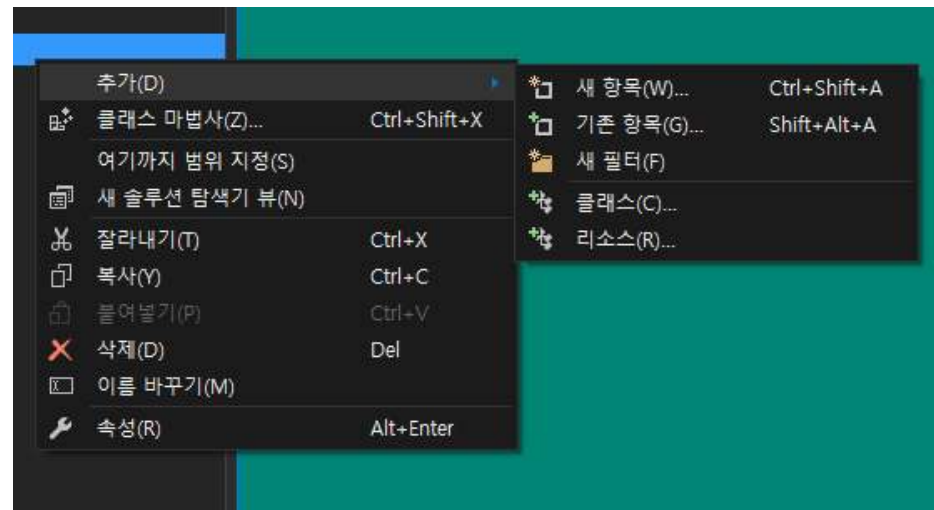 추가(D)
클래스 마법사(Z)... Ctrl+Shift+X
여기까지 범위 지정(S)
새 솔루션 탐색기 뷰(N)
잘라내기(T) Ctrl+X
복사(Y) Ctrl+C
붙여넣기(P) Ctrl+V
삭제(D) Del
이름 바꾸기(M)
속성(R) Alt+Enter
새 항목(W)... Ctrl+Shift+A
기존 항목(G)... Shift+Alt+A
새 필터(F)
클래스(C)...
리소스(R)...